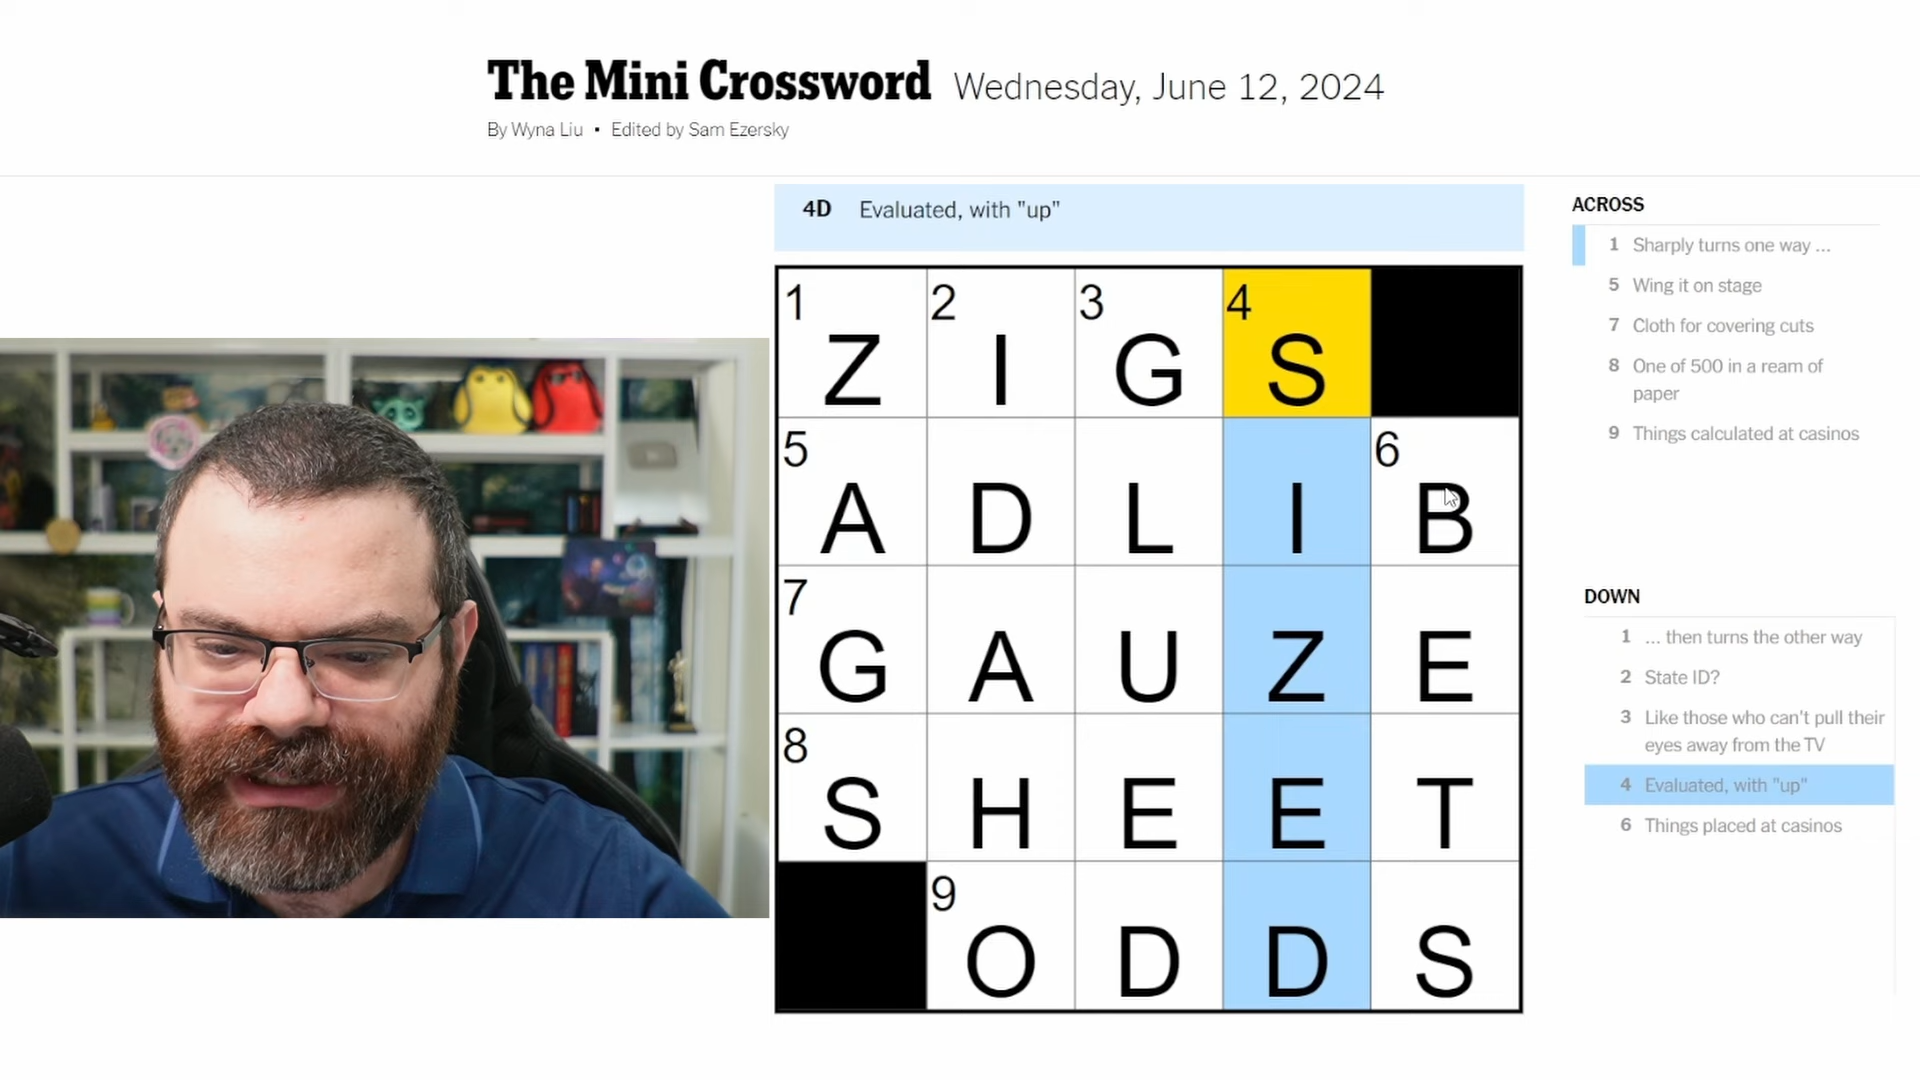 The Mini Crossword Wednesday, June 12, 2024
By Wyna Liu • Edited by Sam Ezersky
4D Evaluated, with "up"
1 Z 2 I 3 G 4 S
5 A D L I 6 B
7 G A U Z E
8 S H E E T
9 O D D S
ACROSS
1 Sharply turns one way ...
5 Wing it on stage
7 Cloth for covering cuts
8 One of 500 in a ream of
paper
9 Things calculated at casinos
DOWN
1 ... then turns the other way
2 State ID?
3 Like those who can't pull their
eyes away from the TV
4 Evaluated, with "up"
6 Things placed at casinos